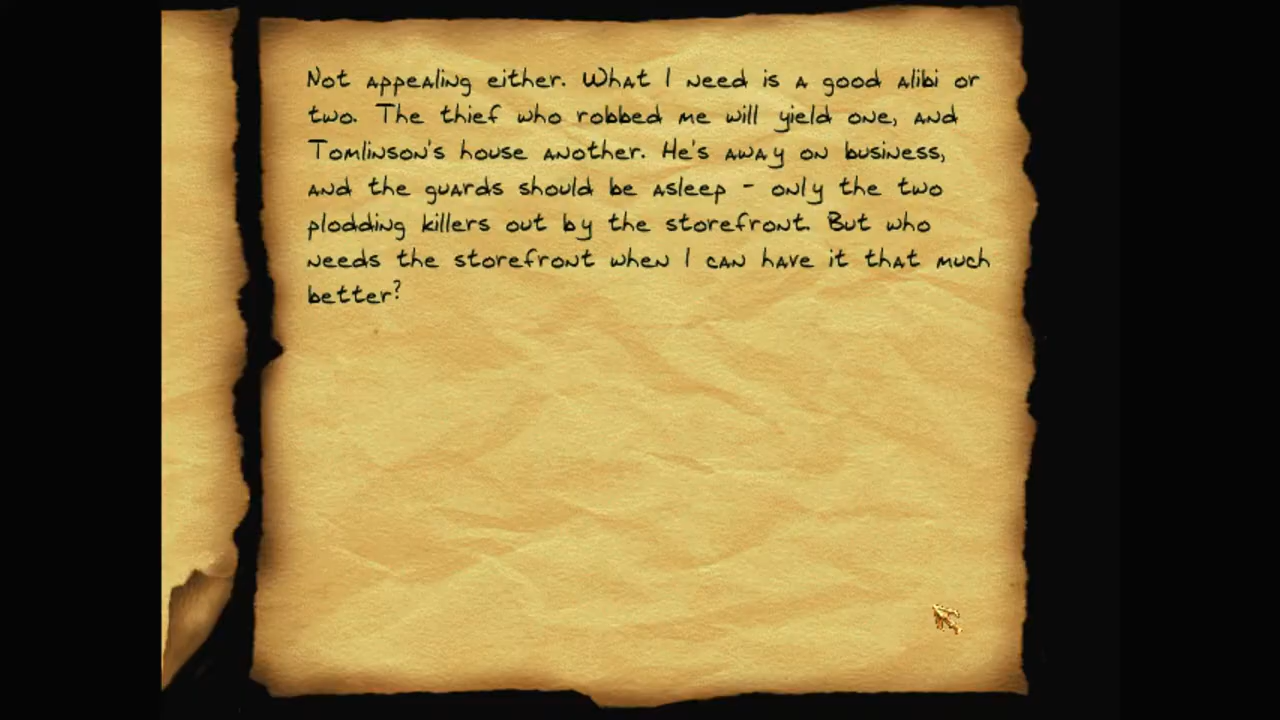 Not appealing either. What I need is a good alibi or
two. The thief who robbed me will yield one, and
Tomlinson's house another. He's away on business,
and the guards should be asleep - only the two
plodding killers out by the storefront. But who
needs the storefront when I can have it that much
better?